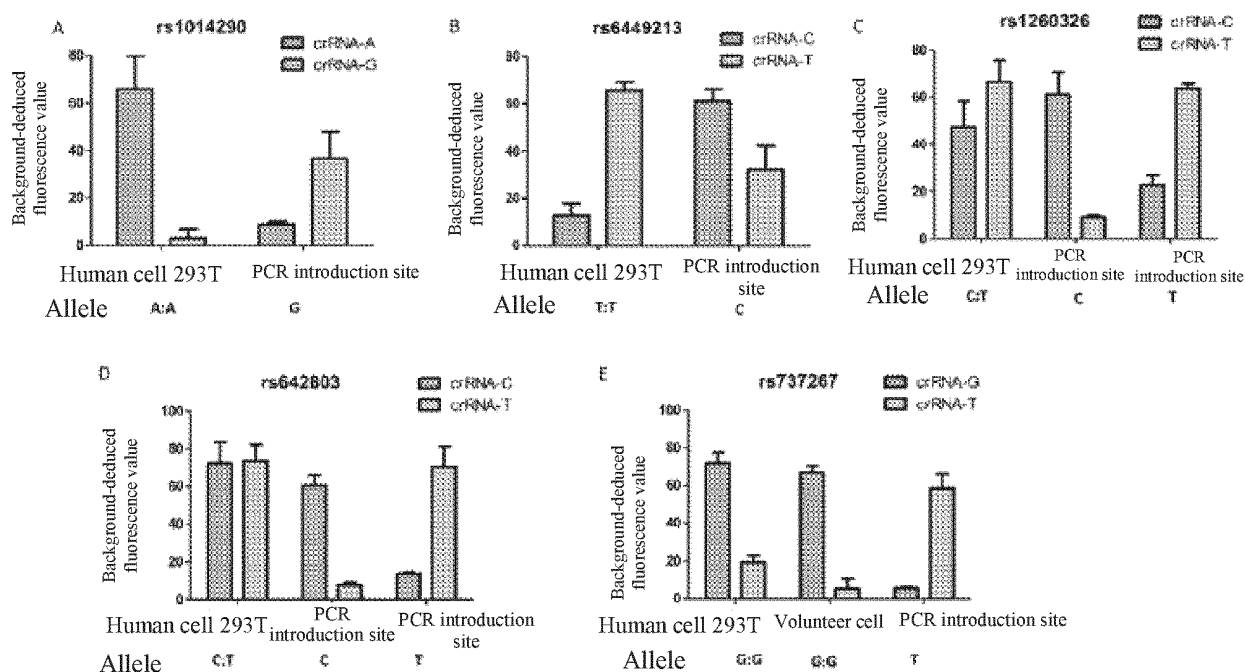 A
rs1014290
crRNA-A
crRNA-G
Background-deduced
fluorescence value
80
60
40
20
0
Human cell 293T
PCR introduction site
Allele
A:A
G
B
rs6449213
crRNA-C
crRNA-T
Background-deduced
fluorescence value
80
60
40
20
0
Human cell 293T
PCR introduction
site
Allele
T:T
C
C
rs1260326
crRNA-C
crRNA-T
Background-deduced
fluorescence value
80
60
40
20
0
Human cell 293T
PCR
introduction site
PCR
introduction site
Allele
C:T
C
T
D
rs642803
crRNA-C
crRNA-T
Background-deduced
fluorescence value
100
80
60
40
20
0
Human cell 293T
PCR
introduction site
PCR
introduction site
Allele
C:T
C
T
E
rs737267
crRNA-G
crRNA-T
Background-deduced
fluorescence value
100
80
60
40
20
0
Human cell 293T
Volunteer cell
PCR introduction site
Allele
G:G
G:G
T